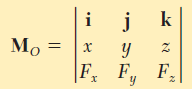 i j k
M_O = | x y z |
F_x F_y F_z